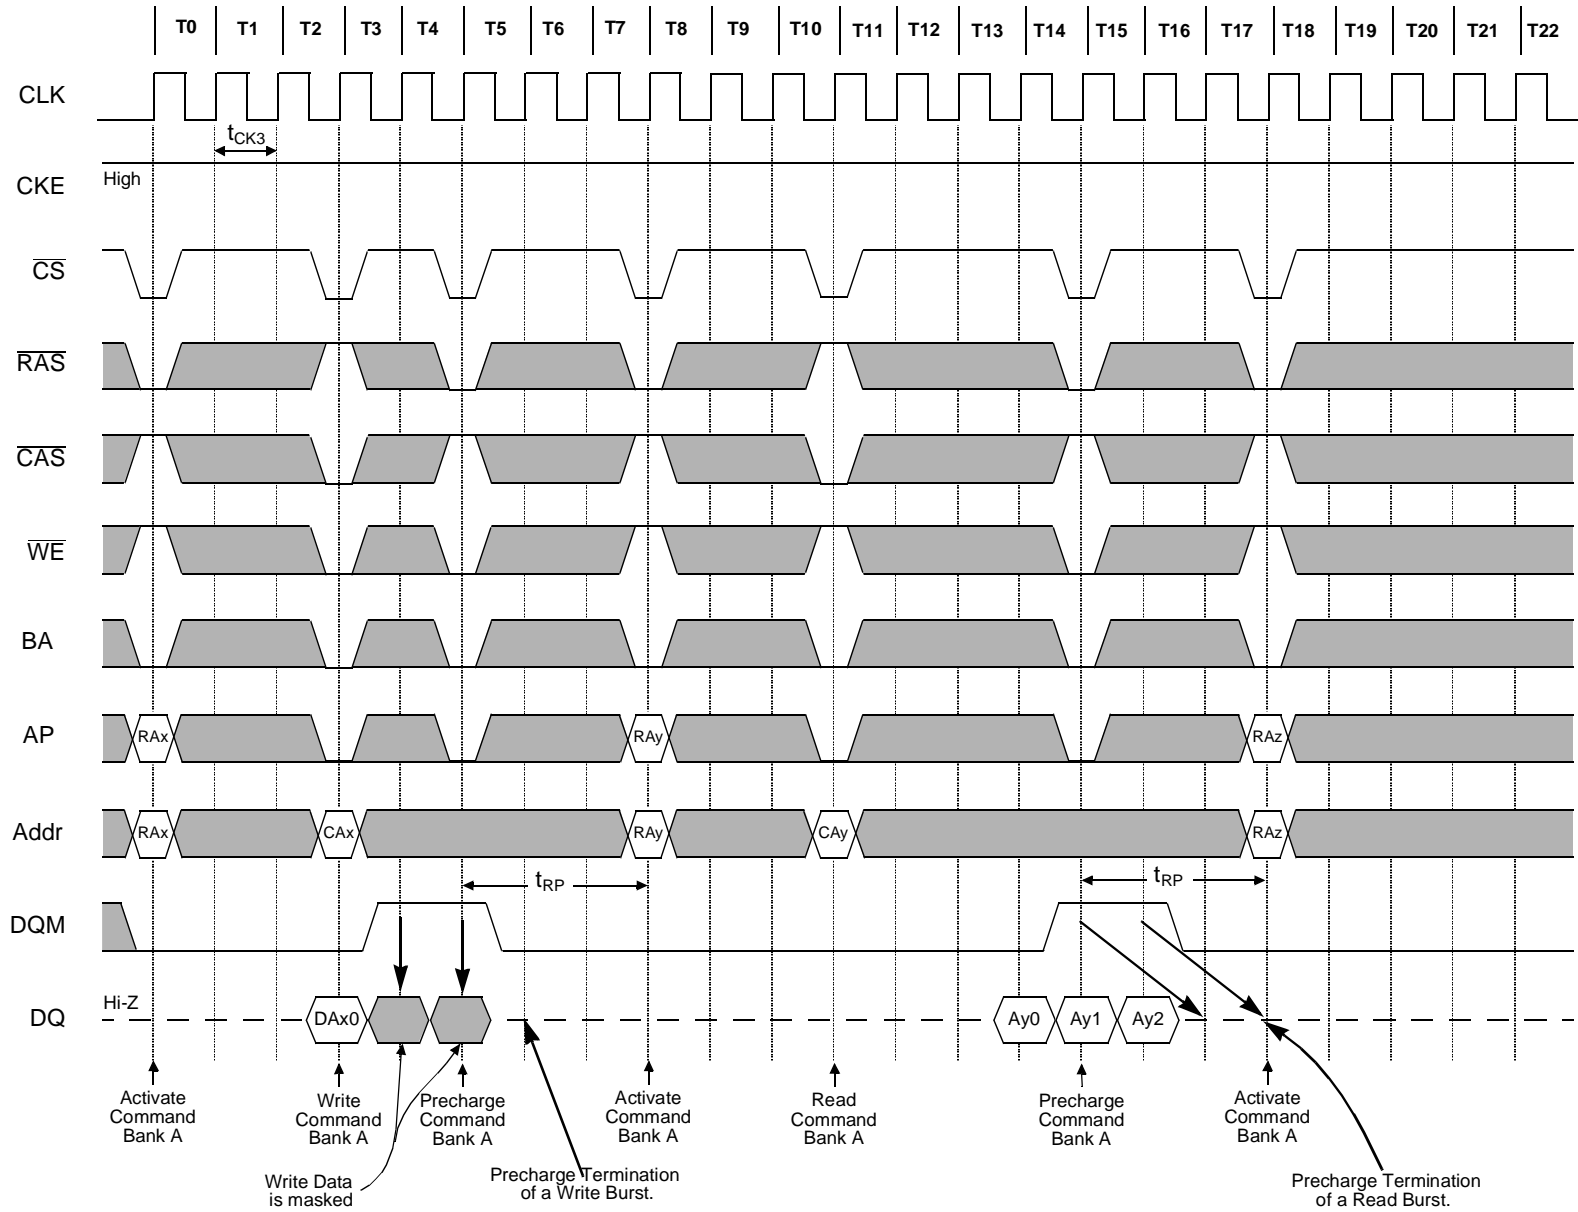 T0 T1 T2 T3 T4 T5 T6 T7 T8 T9 T10 T11 T12 T13 T14 T15 T16 T17 T18 T19 T20 T21 T22
CLK
tCK3
CKE
High
CS
RAS
CAS
WE
BA
AP
RAx
RAy
RAz
Addr
RAx
CAx
RAy
CAy
RAz
tRP
tRP
DQM
DQ
Hi-Z
DAx0
Ay0
Ay1
Ay2
Activate
Command
Bank A
Write
Command
Bank A
Precharge
Command
Bank A
Activate
Command
Bank A
Read
Command
Bank A
Precharge
Command
Bank A
Activate
Command
Bank A
Write Data
is masked
Precharge Termination
of a Write Burst.
Precharge Termination
of a Read Burst.